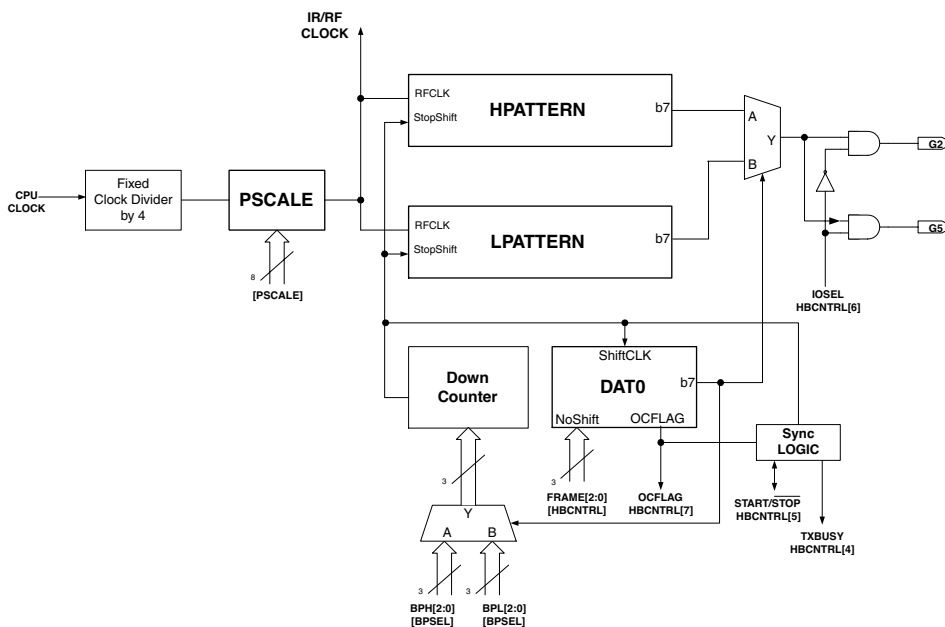 IR/RF
CLOCK
RFCLK
StopShift
HPATTERN
b7
A
Y
B
G2
CPU
CLOCK
Fixed
Clock Divider
by 4
PSCALE
8
[PSCALE]
RFCLK
StopShift
LPATTERN
b7
G5
IOSEL
HBCNTRL[6]
Down
Counter
ShiftCLK
DAT0
b7
NoShift
OCFLAG
Sync
LOGIC
3
3
FRAME[2:0]
[HBCNTRL]
OCFLAG
HBCNTRL[7]
START/STOP
HBCNTRL[5]
TXBUSY
HBCNTRL[4]
Y
A
B
3
3
BPH[2:0]
[BPSEL]
BPL[2:0]
[BPSEL]